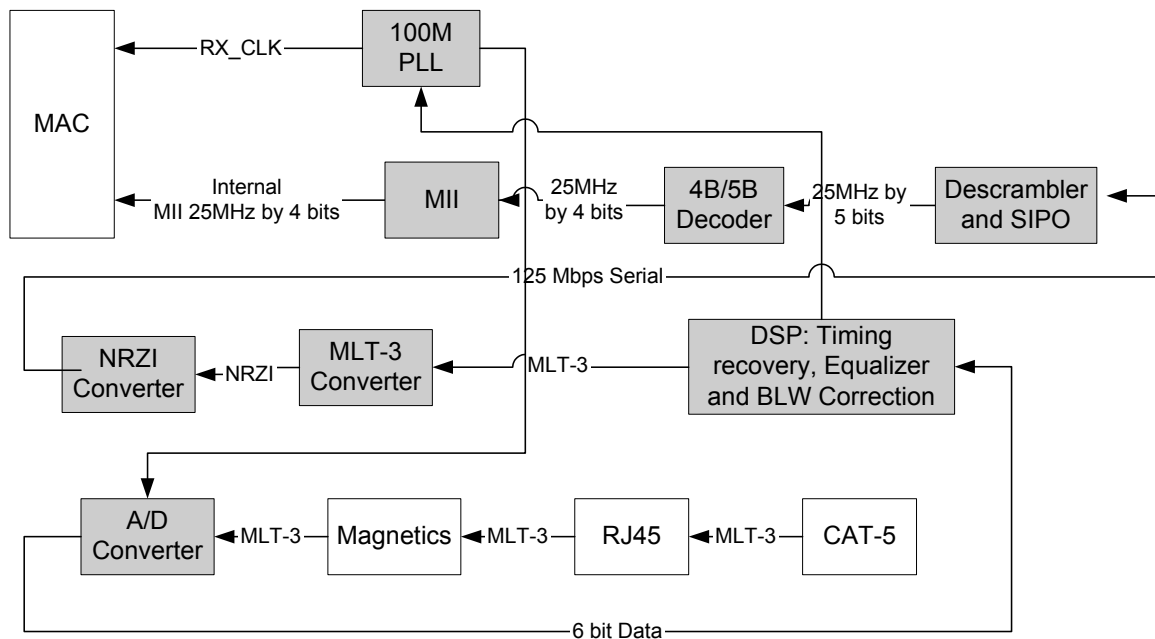 100M
PLL
RX_CLK
MAC
Internal
MII 25MHz by 4 bits
MII
25MHz
by 4 bits
4B/5B
Decoder
25MHz by
5 bits
Descrambler
and SIPO
125 Mbps Serial
NRZI
Converter
NRZI
MLT-3
Converter
MLT-3
DSP: Timing
recovery, Equalizer
and BLW Correction
A/D
Converter
MLT-3
Magnetics
MLT-3
RJ45
MLT-3
CAT-5
6 bit Data